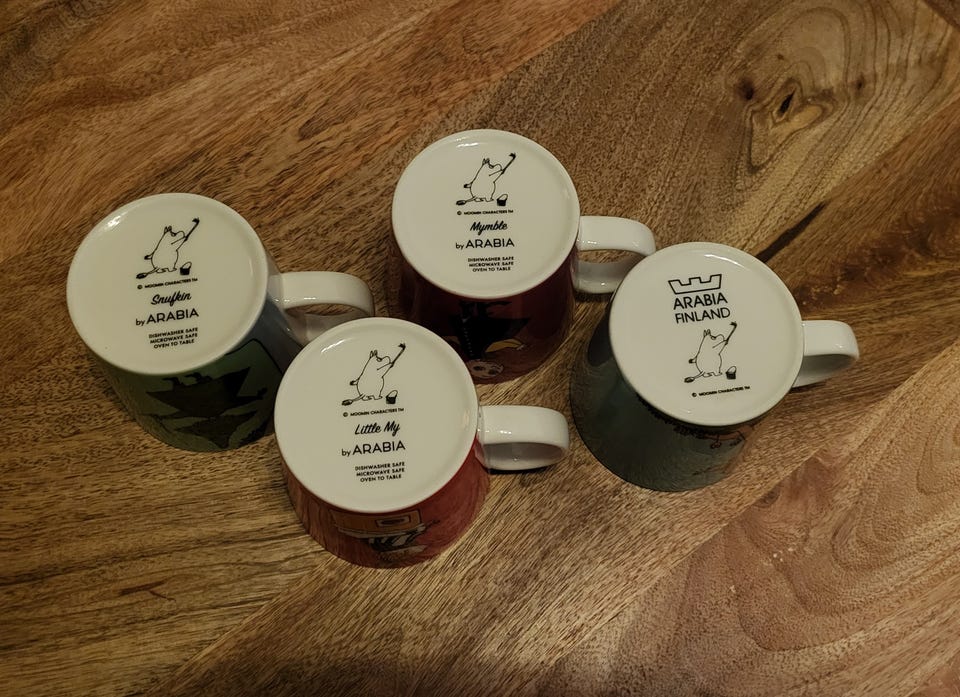 © MOOMIN CHARACTERS™
Snufkin
by ARABIA
DISHWASHER SAFE
MICROWAVE SAFE
OVEN TO TABLE
© MOOMIN CHARACTERS™
Mymble
by ARABIA
DISHWASHER SAFE
MICROWAVE SAFE
OVEN TO TABLE
© MOOMIN CHARACTERS™
Little My
by ARABIA
DISHWASHER SAFE
MICROWAVE SAFE
OVEN TO TABLE
ARABIA
FINLAND
© MOOMIN CHARACTERS™